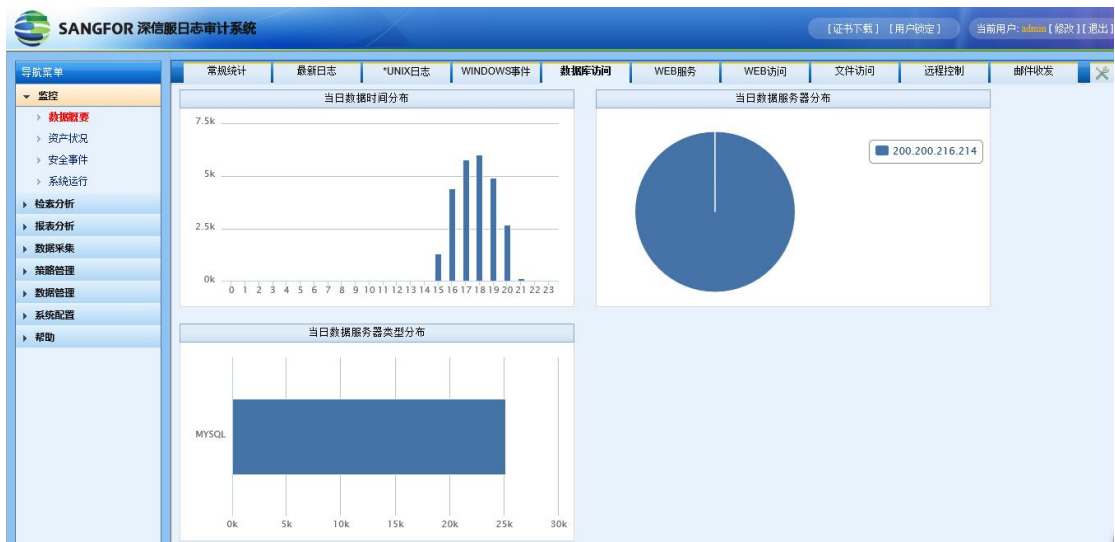 SANGFOR 深信服日志审计系统
[证书下载] [用户锁定] 当前用户: admin [修改] [退出]
导航菜单
监控
数据概要
资产状况
安全事件
系统运行
检索分析
报表分析
数据采集
策略管理
数据管理
系统配置
帮助
常规统计 最新日志 *UNIX日志 WINDOWS事件 数据库访问 WEB服务 WEB访问 文件访问 远程控制 邮件收发
当日数据时间分布
7.5k
5k
2.5k
0k
0 1 2 3 4 5 6 7 8 9 10 11 12 13 14 15 16 17 18 19 20 21 22 23
当日数据服务器分布
200.200.216.214
当日数据服务器类型分布
MYSQL
0k 5k 10k 15k 20k 25k 30k